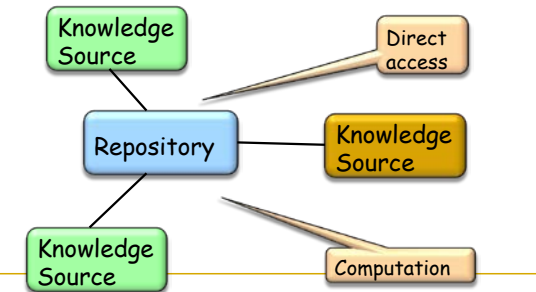 Knowledge
Source
Direct
access
Repository
Knowledge
Source
Knowledge
Source
Computation